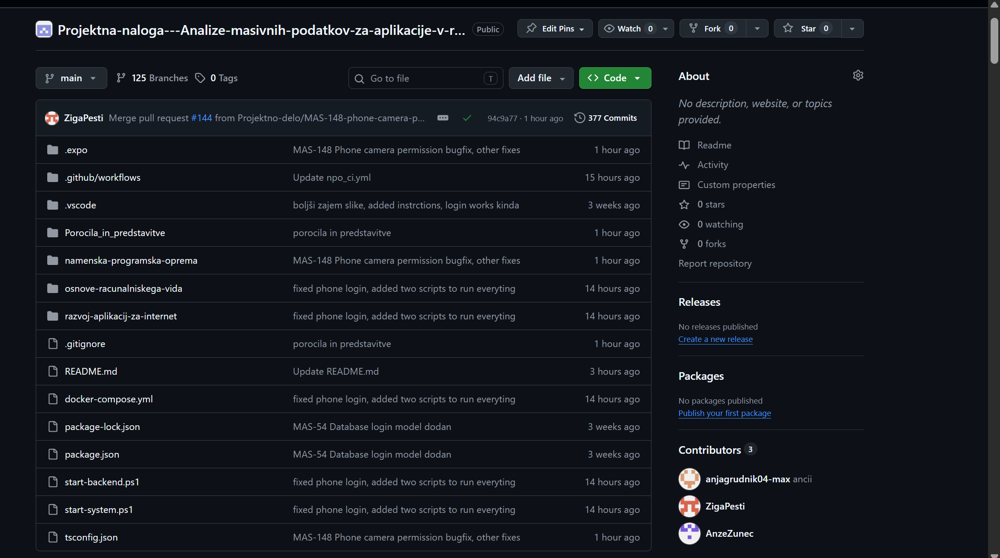 Projektna-naloga---Analize-masivnih-podatkov-za-aplikacije-v-r... Public Edit Pins Watch 0 Fork 0 Star 0
main 125 Branches 0 Tags Go to file T Add file Code
ZigaPesti Merge pull request #144 from Projektno-delo/MAS-148-phone-camera-p... 94c9a77 · 1 hour ago 377 Commits
.expo MAS-148 Phone camera permission bugfix, other fixes 1 hour ago
.github/workflows Update npo_ci.yml 15 hours ago
.vscode boljši zajem slike, added instrctions, login works kinda 3 weeks ago
Porocila_in_predstavitve porocila in predstavitve 1 hour ago
namenska-programska-oprema MAS-148 Phone camera permission bugfix, other fixes 1 hour ago
osnove-racunalniskega-vida fixed phone login, added two scripts to run everyting 14 hours ago
razvoj-aplikacij-za-internet fixed phone login, added two scripts to run everyting 14 hours ago
.gitignore porocila in predstavitve 1 hour ago
README.md Update README.md 3 hours ago
docker-compose.yml fixed phone login, added two scripts to run everyting 14 hours ago
package-lock.json MAS-54 Database login model dodan 3 weeks ago
package.json MAS-54 Database login model dodan 3 weeks ago
start-backend.ps1 fixed phone login, added two scripts to run everyting 14 hours ago
start-system.ps1 fixed phone login, added two scripts to run everyting 14 hours ago
tsconfig.json MAS-148 Phone camera permission bugfix, other fixes 1 hour ago
About
No description, website, or topics
provided.
Readme
Activity
Custom properties
0 stars
0 watching
0 forks
Report repository
Releases
No releases published
Create a new release
Packages
No packages published
Publish your first package
Contributors 3
anjagrudnik04-max ancii
ZigaPesti
AnzeZunec